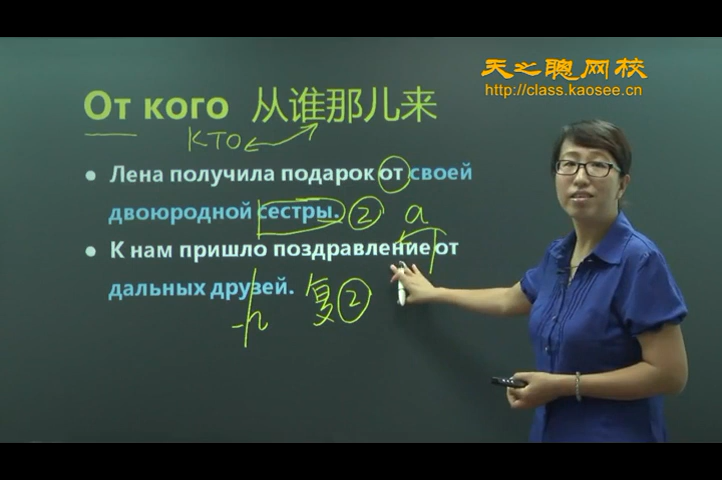 天之聰网校
http://class.kaosee.cn
От кого 从谁那儿来
КТО
● Лена получила подарок от своей
двоюродной сестры. ② а
● К нам пришло поздравление от
дальных друзей. 复②